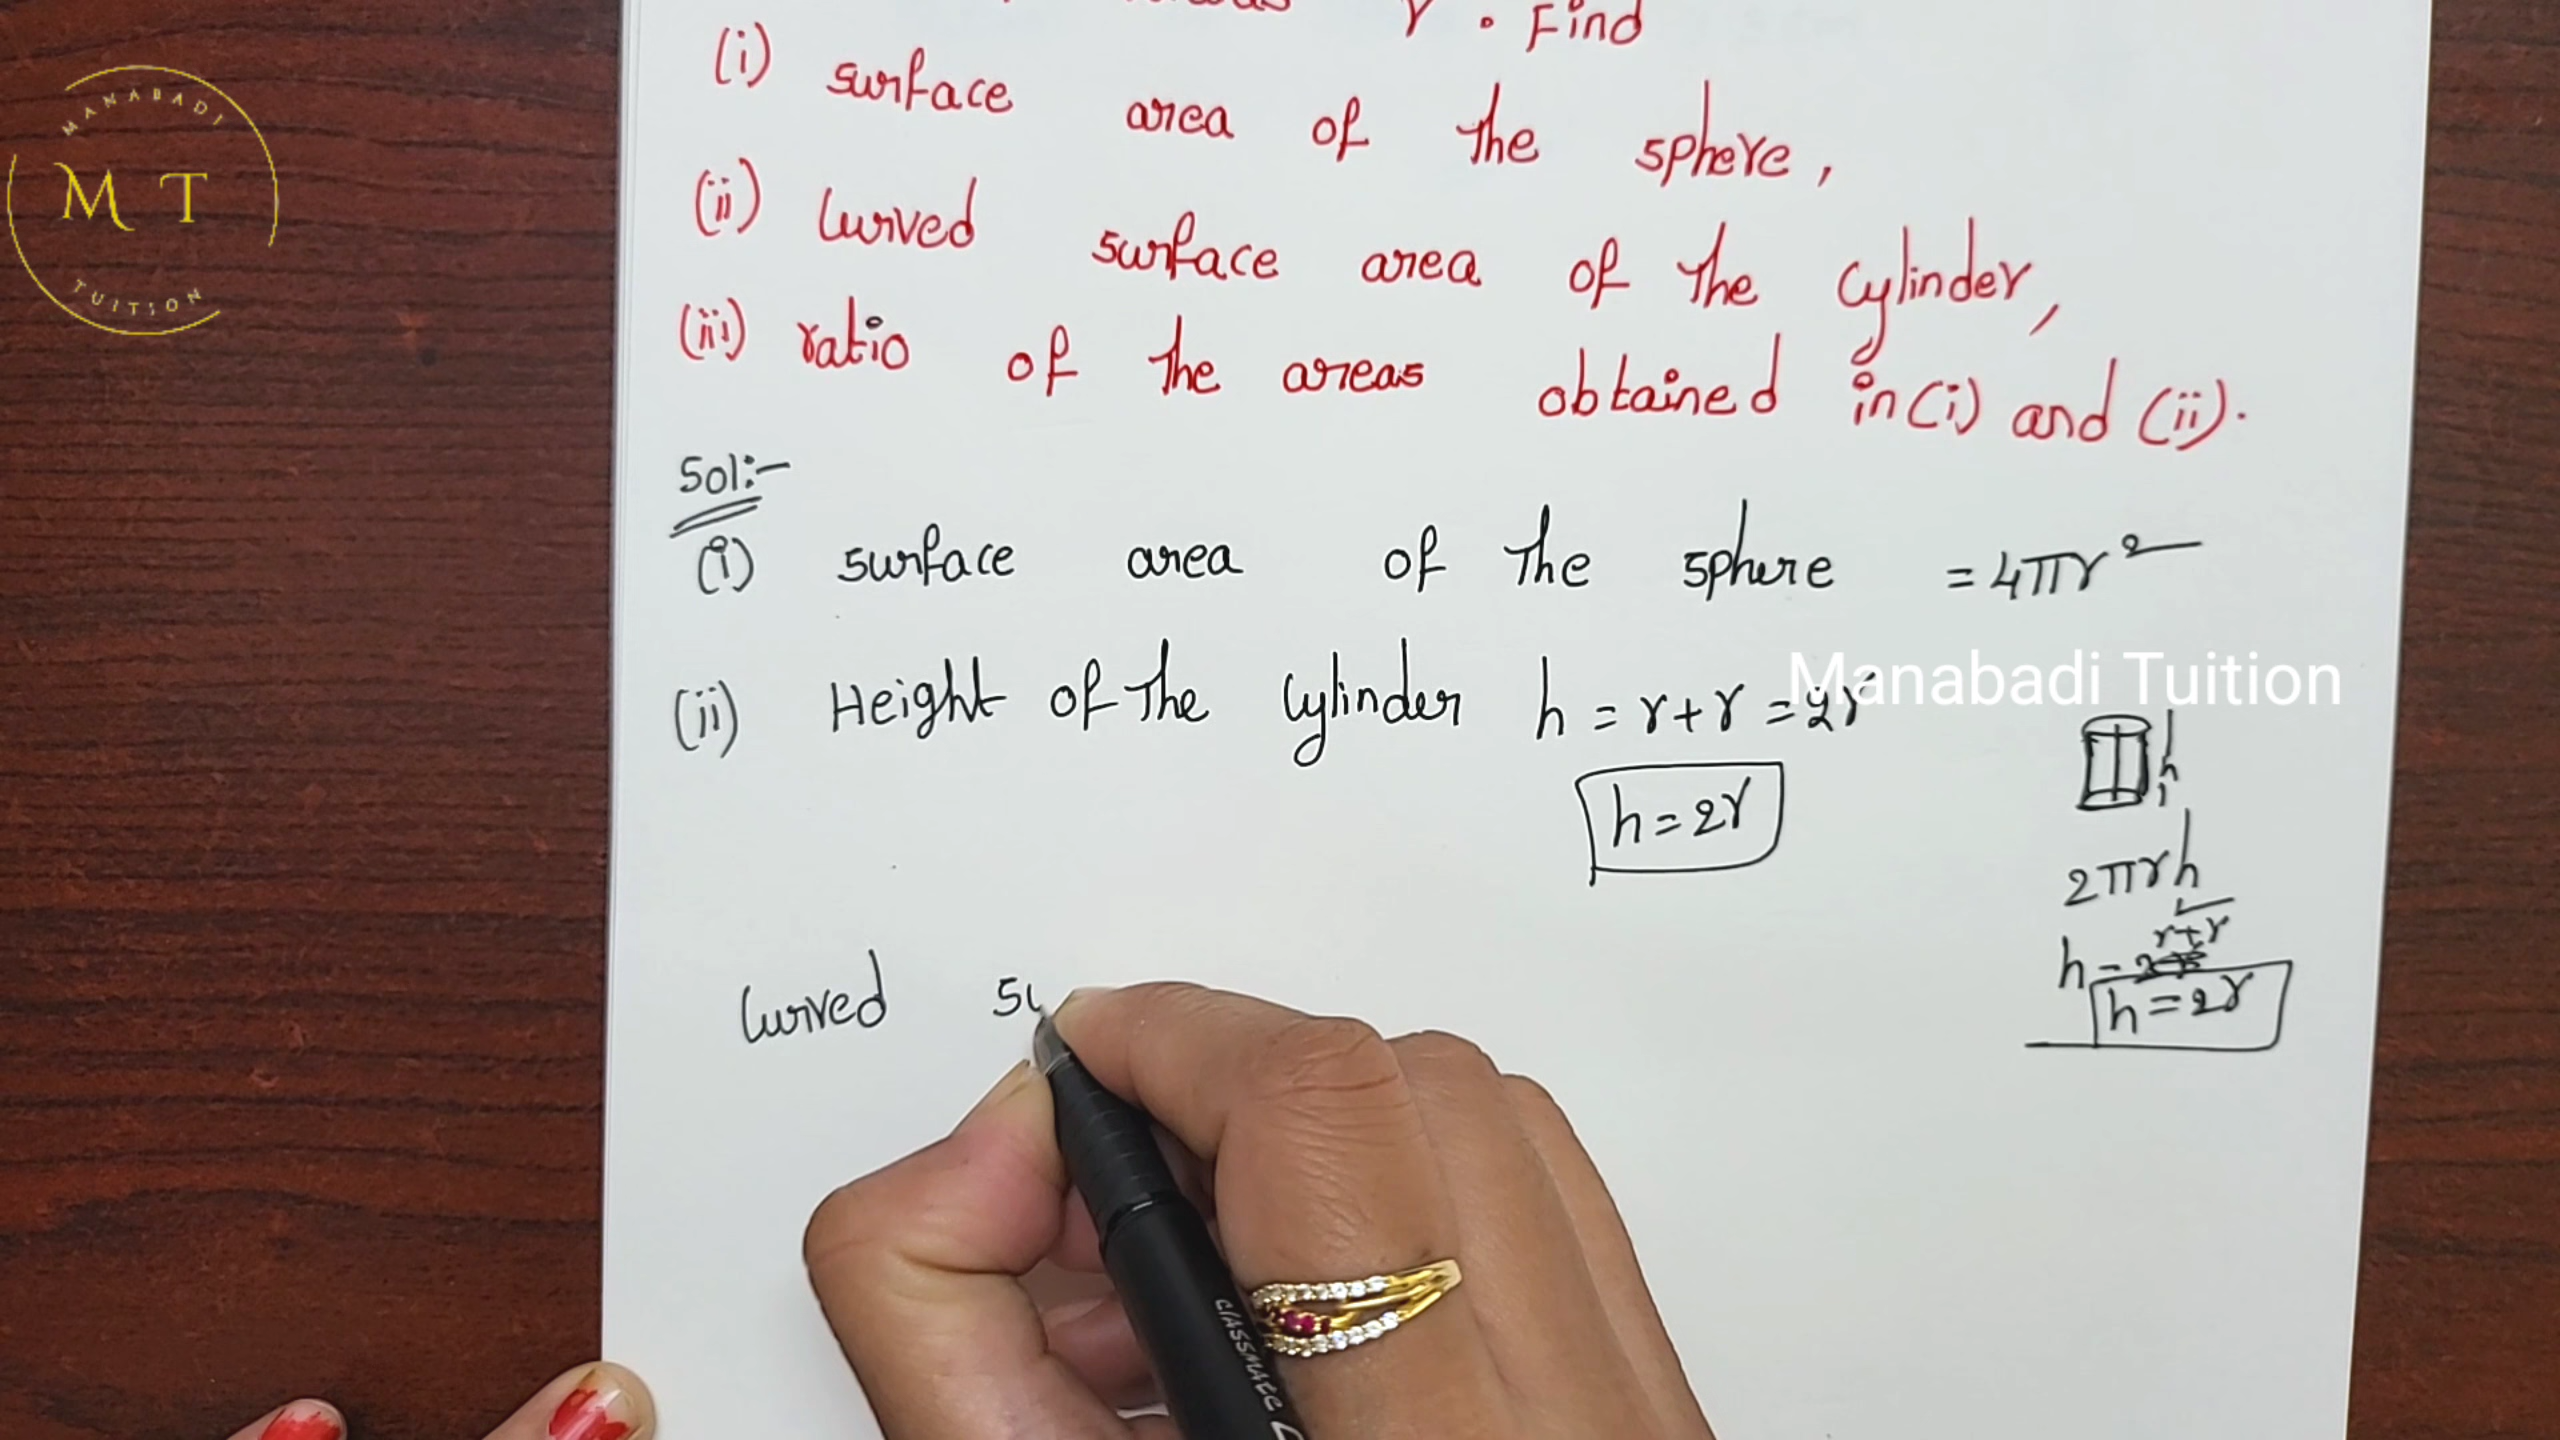 MANABADI
MT
TUITION
r. Find
(i) surface area of the sphere,
(ii) Curved surface area of the cylinder,
(iii) ratio of the areas obtained in (i) and (ii).
Sol:-
(i) surface area of the sphere = 4πr²
(ii) Height of the cylinder h = r+r = 2r
Manabadi Tuition
h = 2r
h
2πrh
r+r
h =
h = 2r
Curved su
classmate